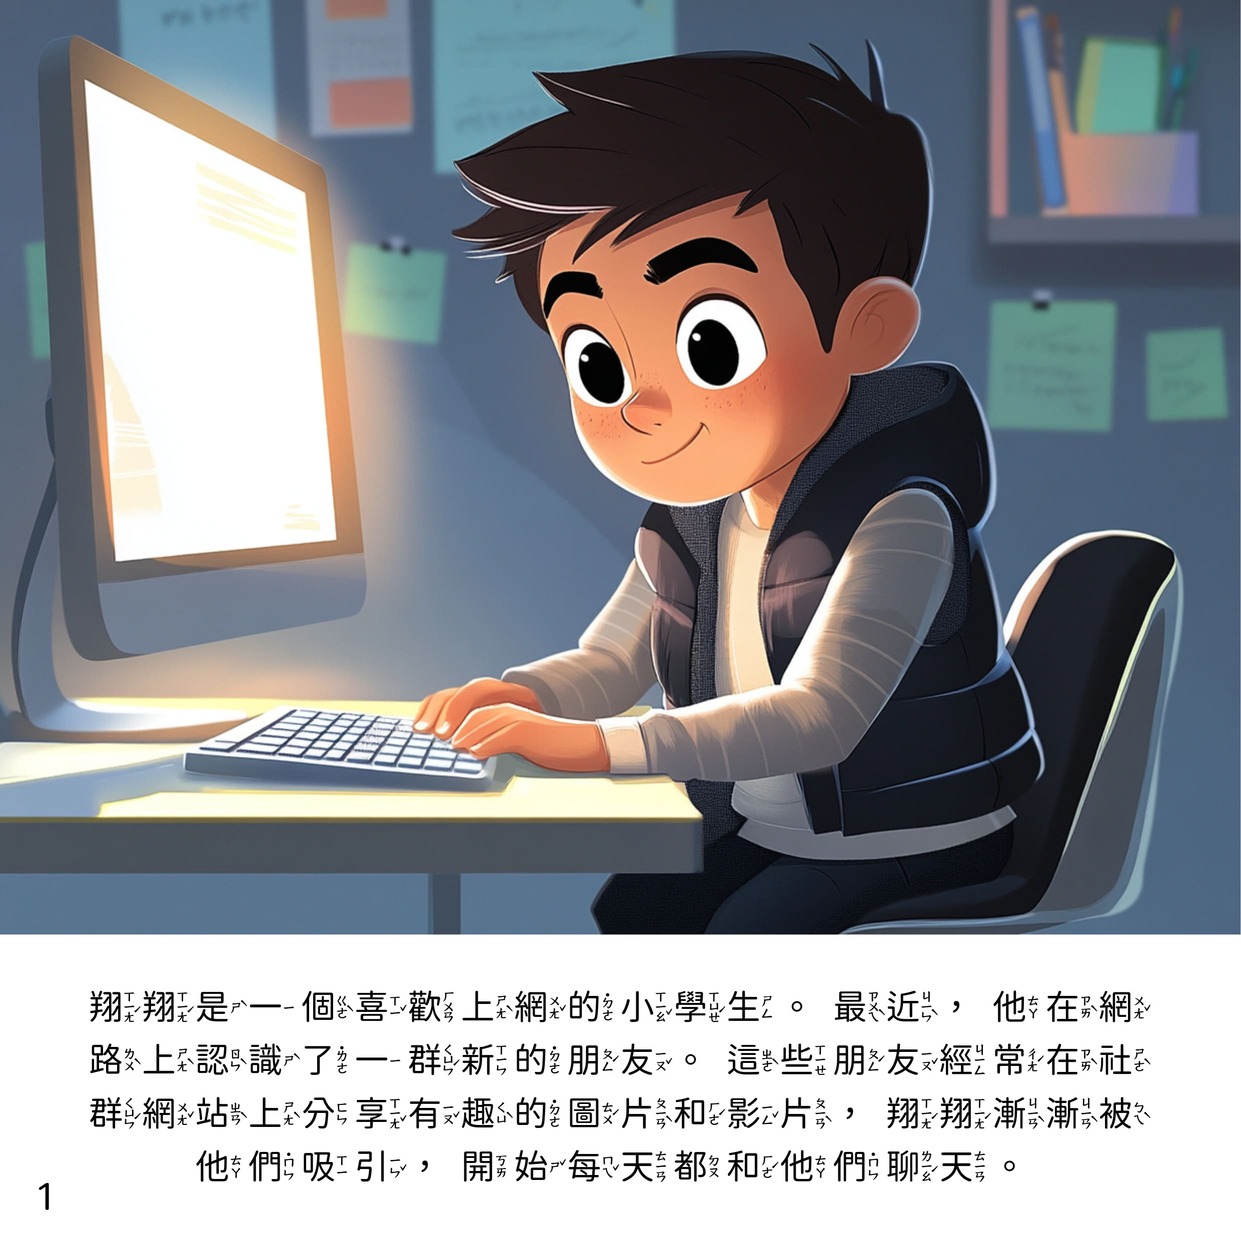 翔翔是一個喜歡上網的小學生。 最近， 他在網
路上認識了一群新的朋友。 這些朋友經常在社
群網站上分享有趣的圖片和影片， 翔翔漸漸被
他們吸引， 開始每天都和他們聊天。
1